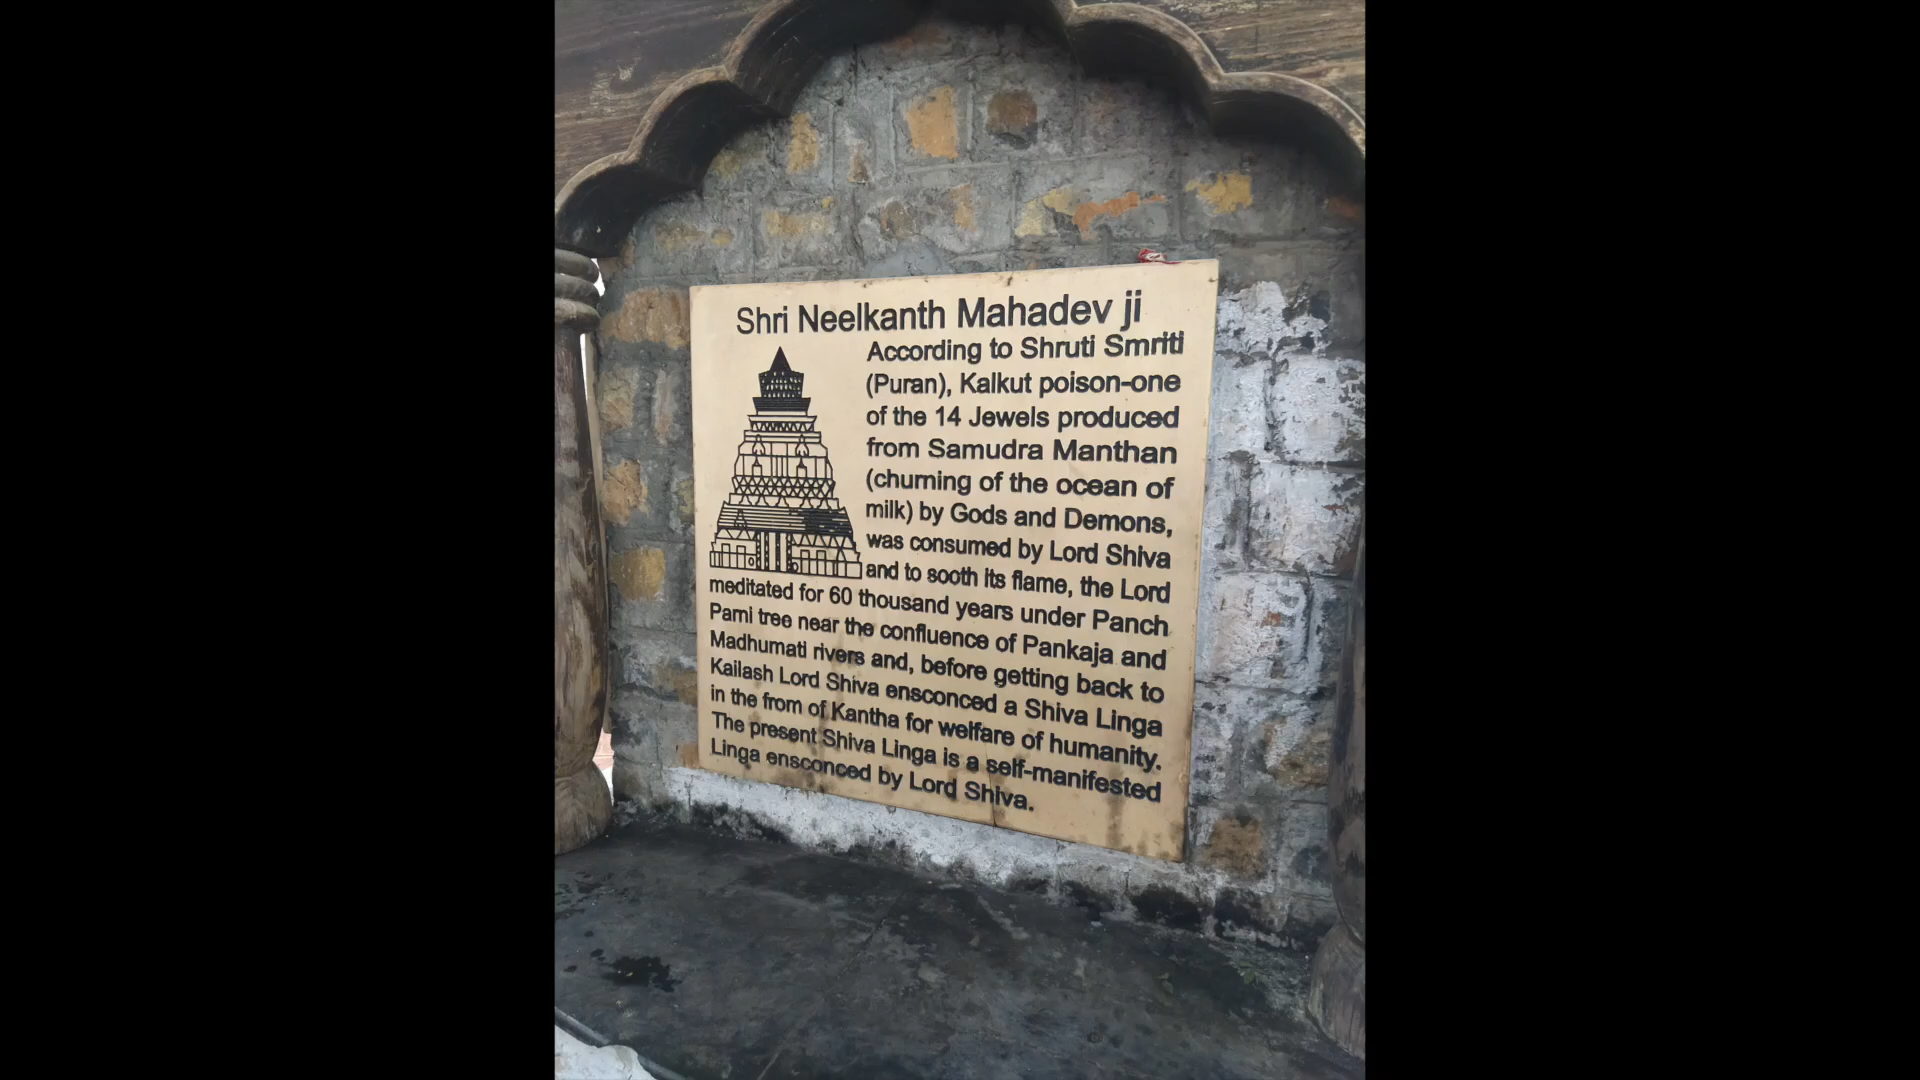 Shri Neelkanth Mahadev ji
According to Shruti Smriti
(Puran), Kalkut poison-one
of the 14 Jewels produced
from Samudra Manthan
(churning of the ocean of
milk) by Gods and Demons,
was consumed by Lord Shiva
and to sooth its flame, the Lord
meditated for 60 thousand years under Panch
Parni tree near the confluence of Pankaja and
Madhumati rivers and, before getting back to
Kailash Lord Shiva ensconced a Shiva Linga
in the from of Kantha for welfare of humanity.
The present Shiva Linga is a self-manifested
Linga ensconced by Lord Shiva.